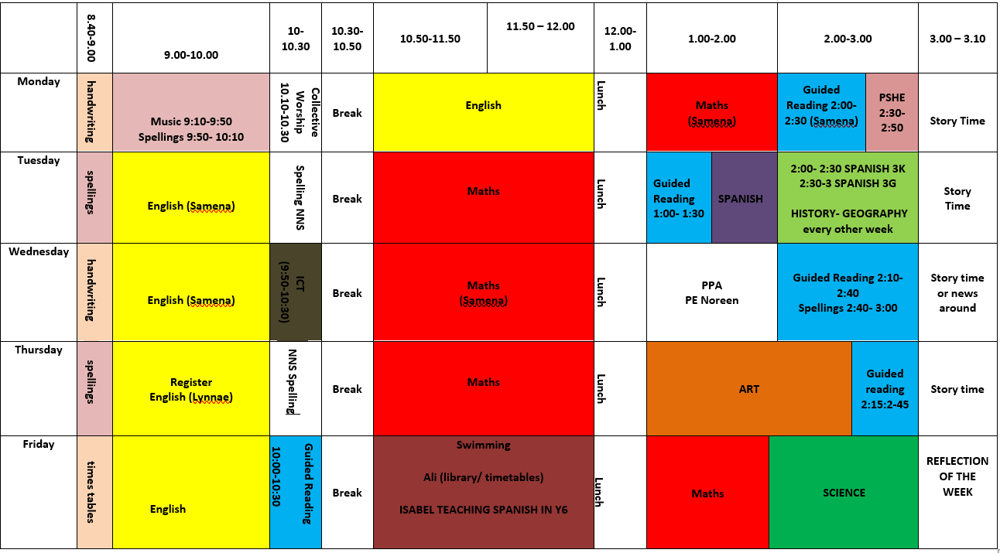 8.40-9.00
9.00-10.00
10-
10.30
10.30-
10.50
10.50-11.50
11.50 – 12.00
12.00-
1.00
1.00-2.00
2.00-3.00
3.00 – 3.10
Monday
handwriting
Music 9:10-9:50
Spellings 9:50- 10:10
Collective
Worship
10.10-10.30
Break
English
Lunch
Maths
(Samena)
Guided
Reading 2:00-
2:30 (Samena)
PSHE
2:30-
2:50
Story Time
Tuesday
spellings
English (Samena)
Spelling NNS
Break
Maths
Lunch
Guided
Reading
1:00- 1:30
SPANISH
2:00- 2:30 SPANISH 3K
2:30-3 SPANISH 3G
HISTORY- GEOGRAPHY
every other week
Story
Time
Wednesday
handwriting
English (Samena)
ICT
(9:50-10:30)
Break
Maths
(Samena)
Lunch
PPA
PE Noreen
Guided Reading 2:10-
2:40
Spellings 2:40- 3:00
Story time
or news
around
Thursday
spellings
Register
English (Lynnae)
NNS Spelling
Break
Maths
Lunch
ART
Guided
reading
2:15:2-45
Story time
Friday
times tables
English
Guided Reading
10:00-10:30
Break
Swimming
Ali (library/ timetables)
ISABEL TEACHING SPANISH IN Y6
Lunch
Maths
SCIENCE
REFLECTION
OF THE
WEEK